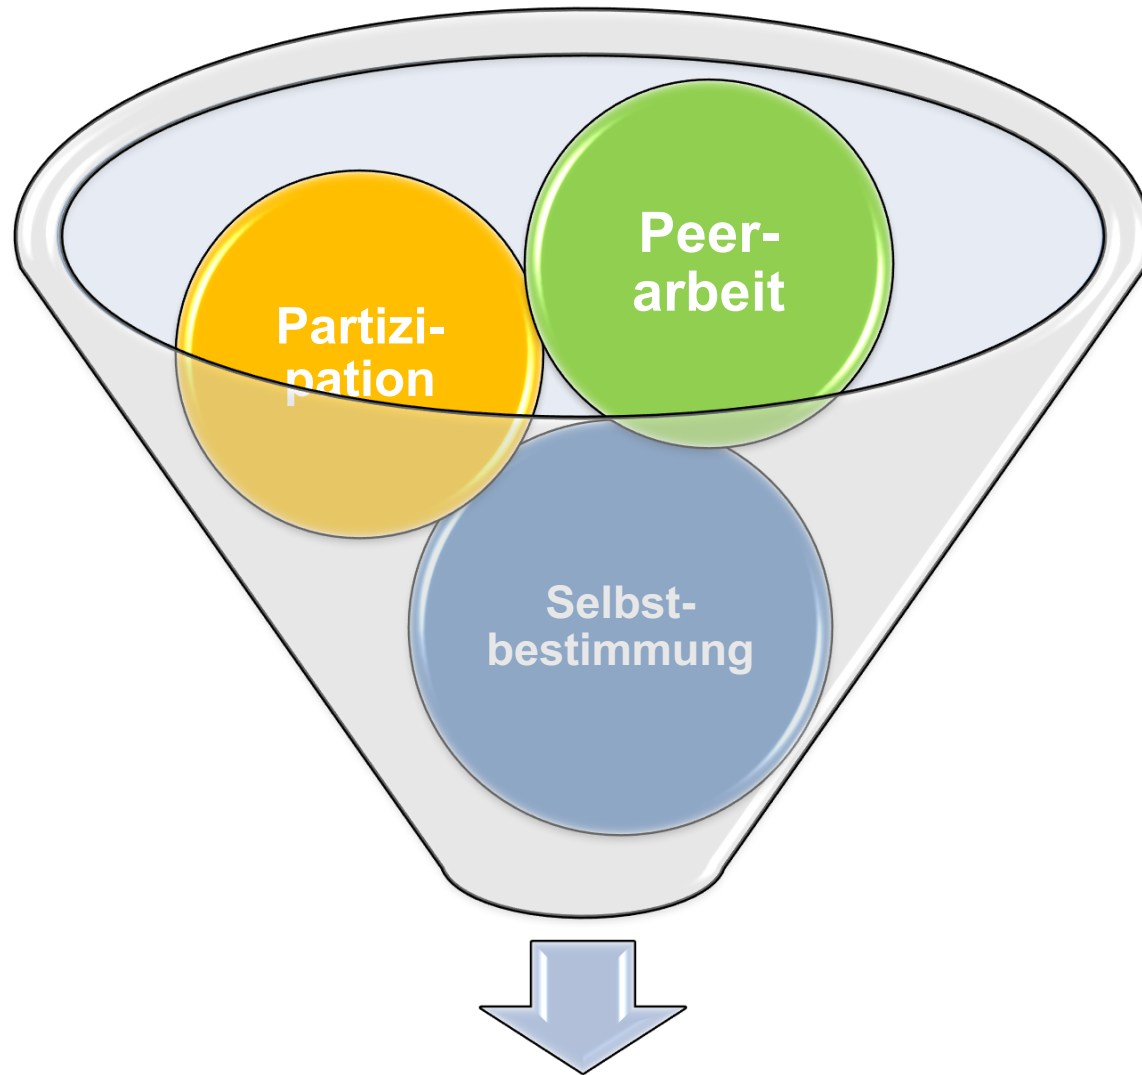 Peer-
arbeit
Partizi-
pation
Selbst-
bestimmung